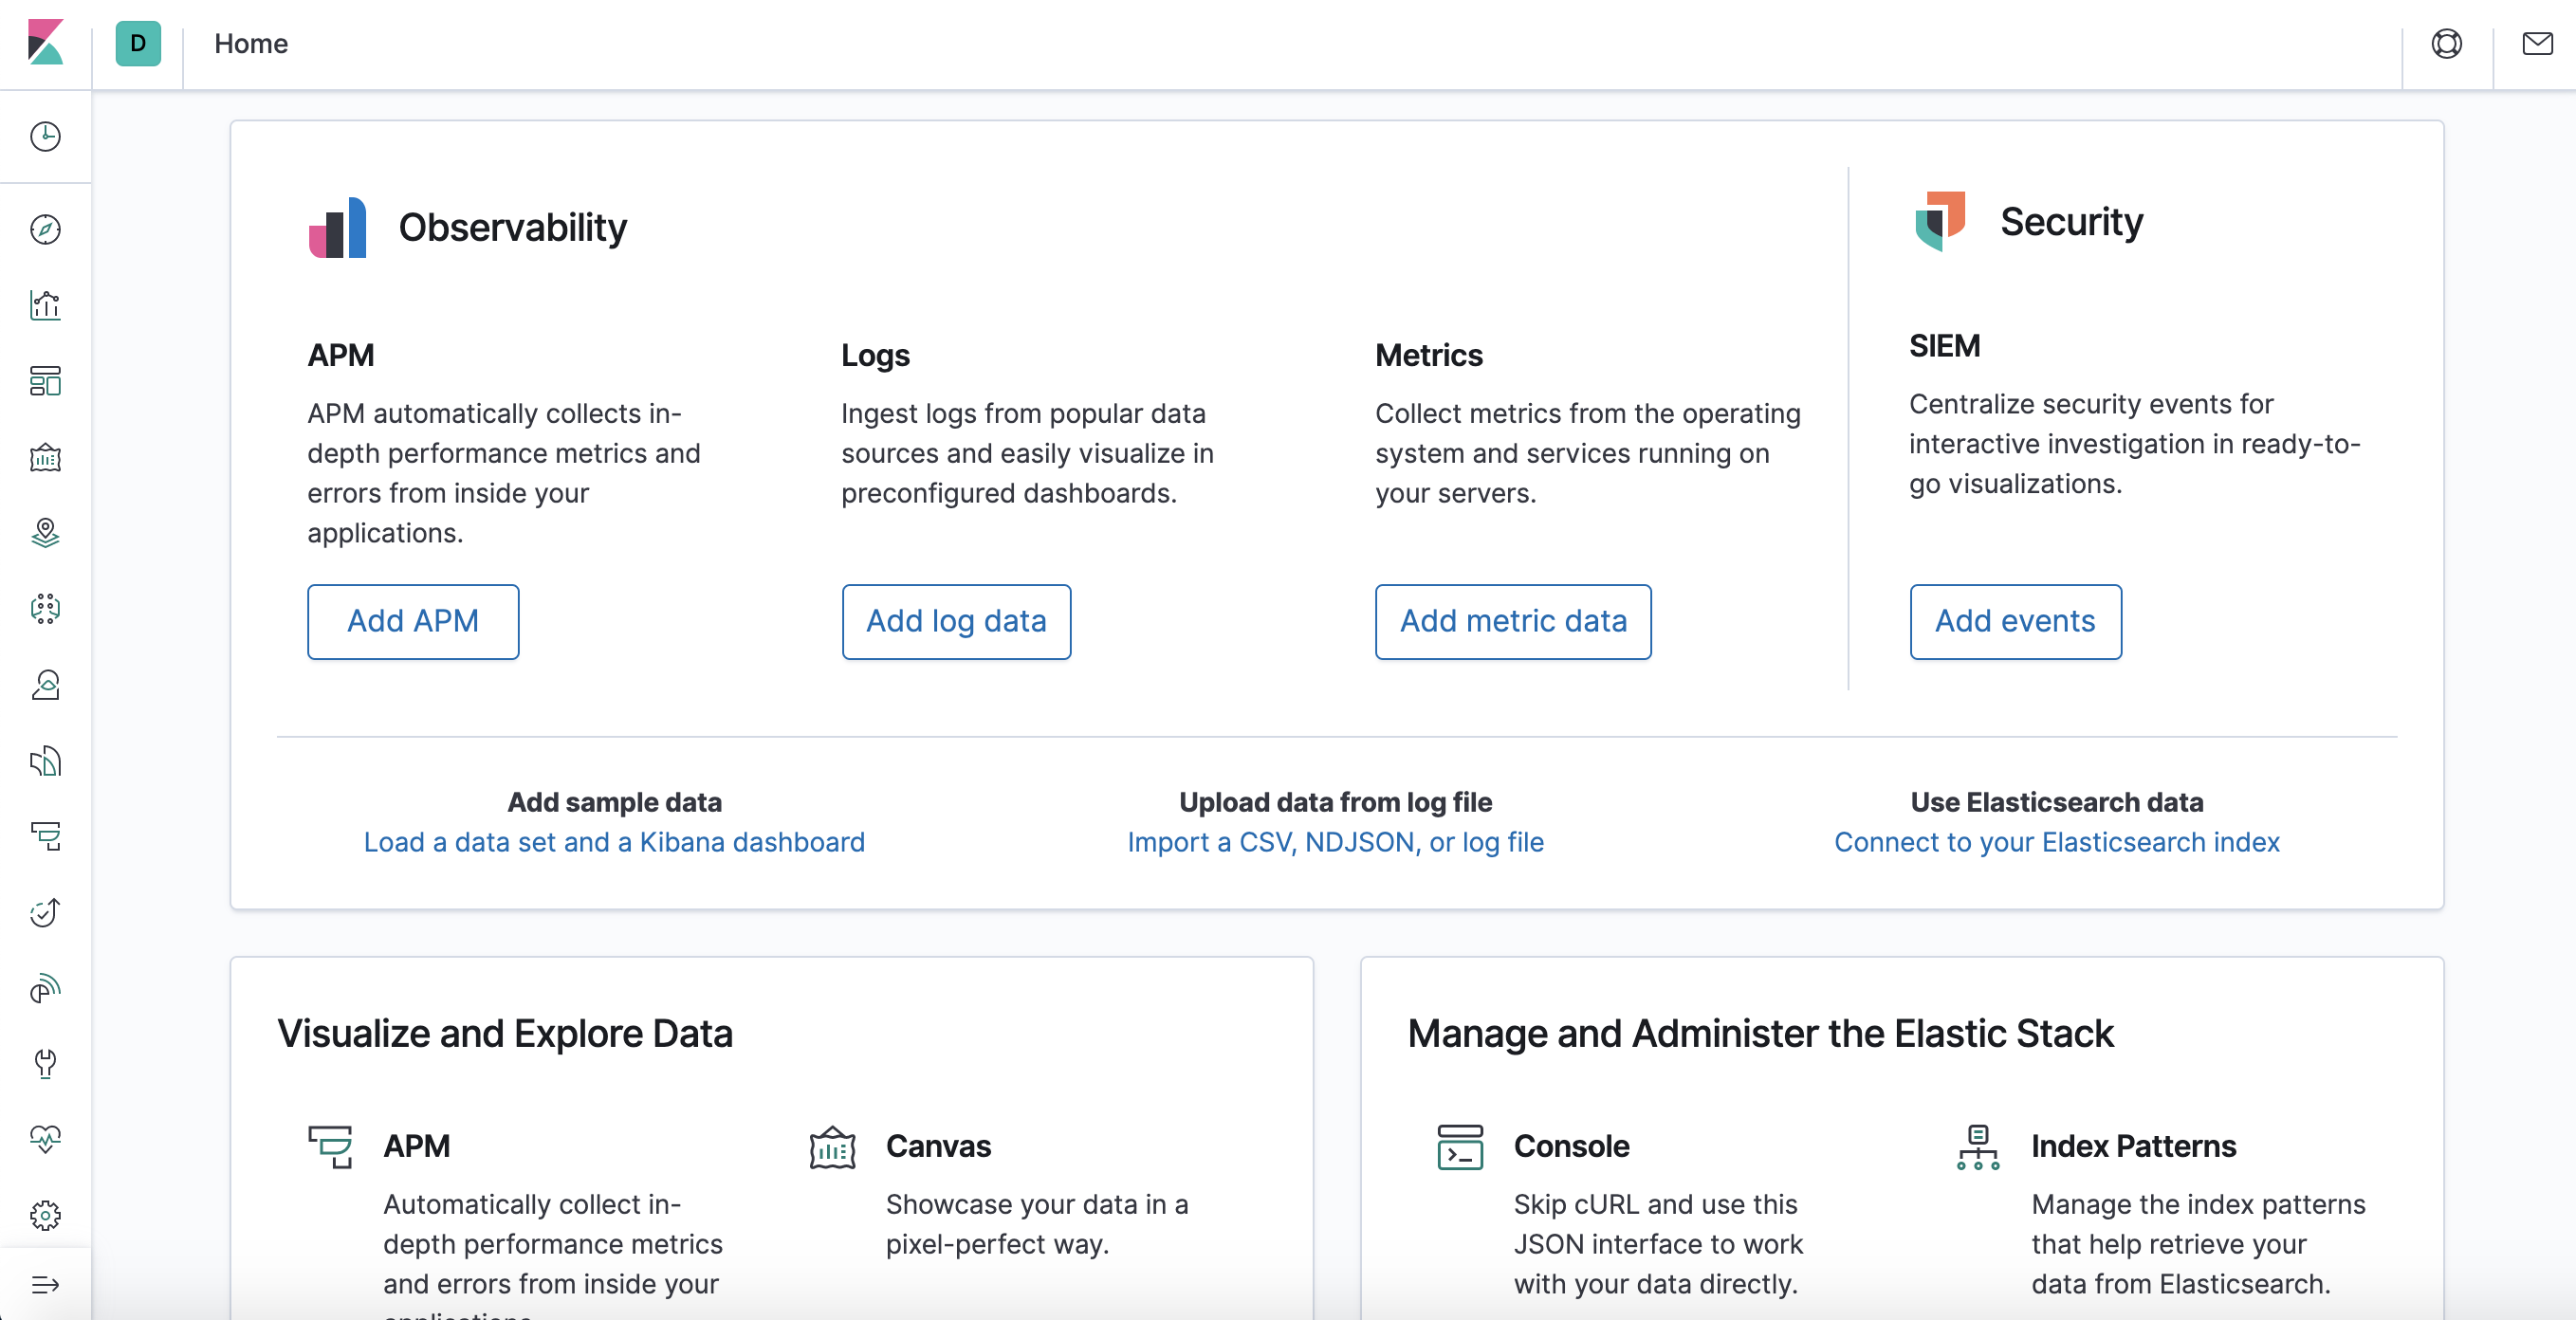 D
Home
Observability
Security
APM
APM automatically collects in-
depth performance metrics and
errors from inside your
applications.
Add APM
Logs
Ingest logs from popular data
sources and easily visualize in
preconfigured dashboards.
Add log data
Metrics
Collect metrics from the operating
system and services running on
your servers.
Add metric data
SIEM
Centralize security events for
interactive investigation in ready-to-
go visualizations.
Add events
Add sample data
Load a data set and a Kibana dashboard
Upload data from log file
Import a CSV, NDJSON, or log file
Use Elasticsearch data
Connect to your Elasticsearch index
Visualize and Explore Data
APM
Automatically collect in-
depth performance metrics
and errors from inside your
applications.
Canvas
Showcase your data in a
pixel-perfect way.
Manage and Administer the Elastic Stack
Console
Skip cURL and use this
JSON interface to work
with your data directly.
Index Patterns
Manage the index patterns
that help retrieve your
data from Elasticsearch.